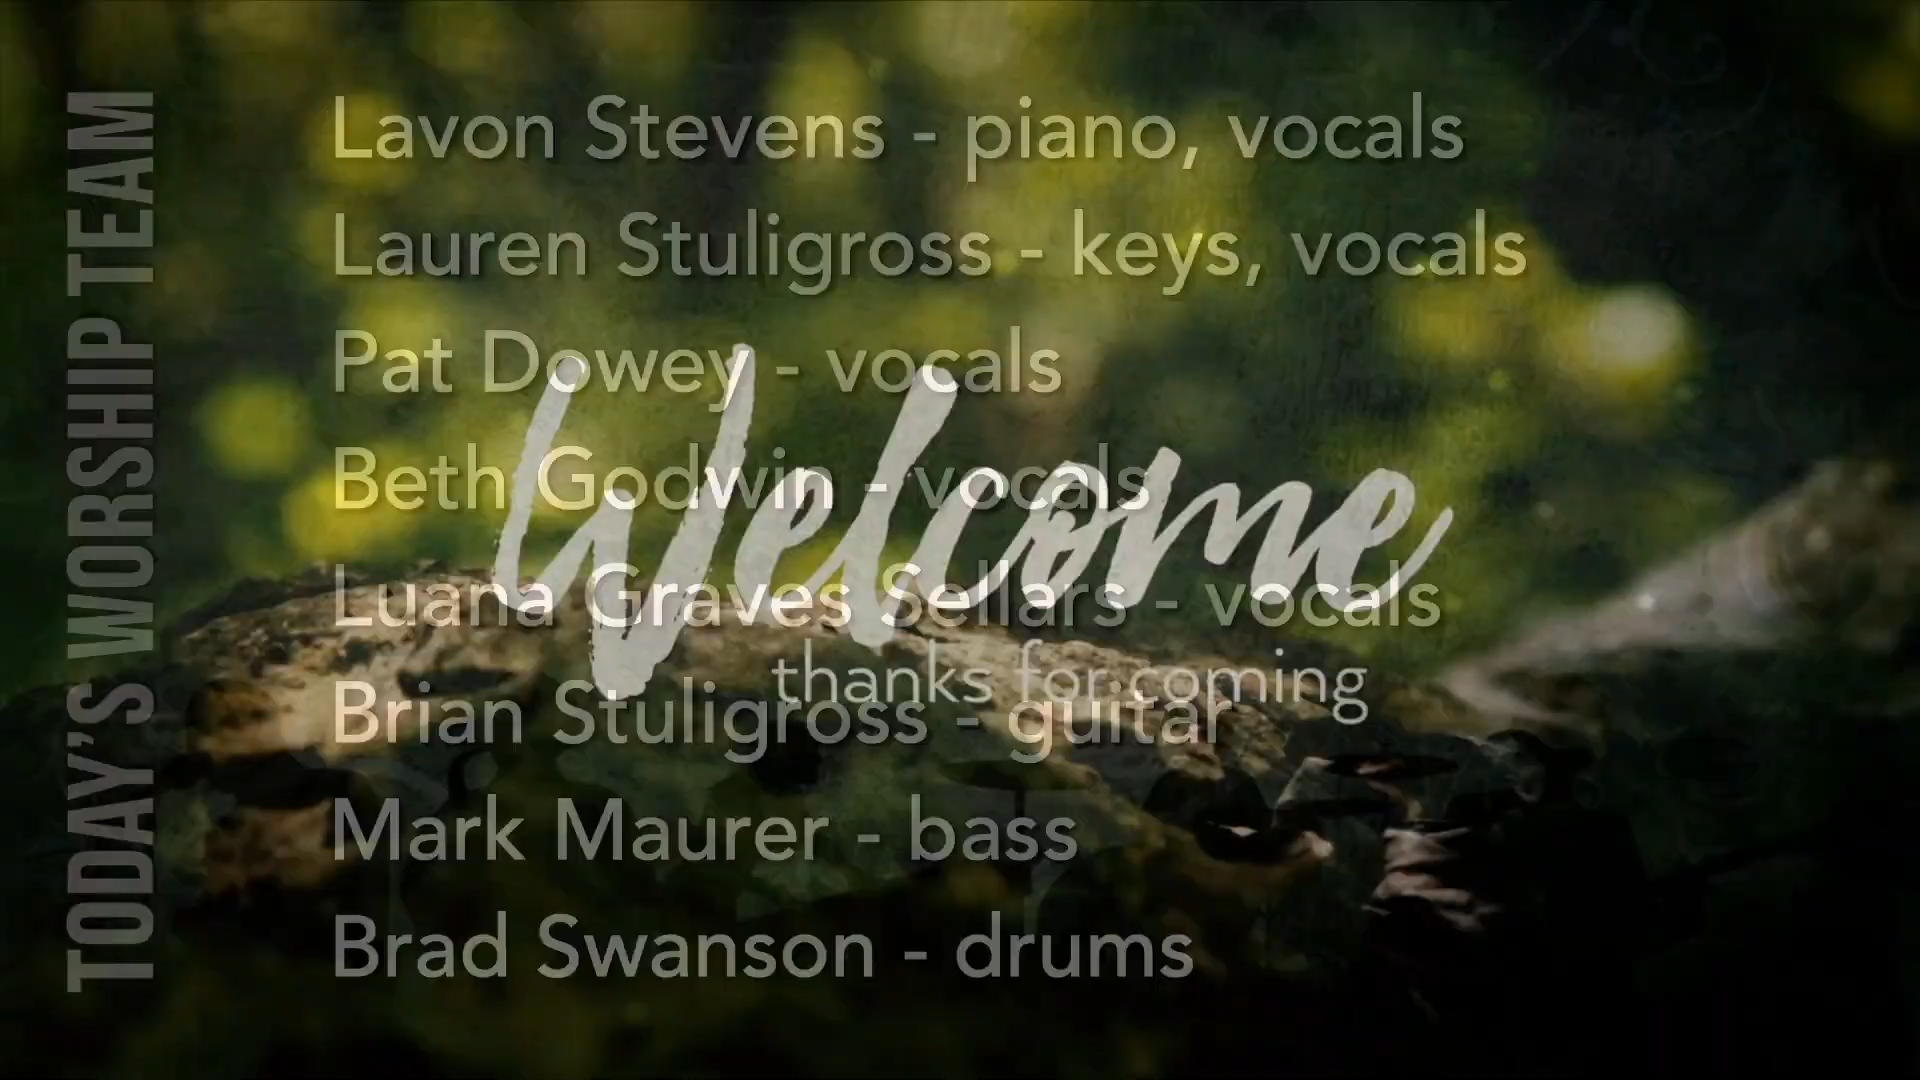 TODAY'S WORSHIP TEAM
Lavon Stevens - piano, vocals
Lauren Stuligross - keys, vocals
Pat Dowey - vocals
Beth Godwin - vocals
Luana Graves Sellars - vocals
Brian Stuligross - guitar
Mark Maurer - bass
Brad Swanson - drums
Welcome
thanks for coming